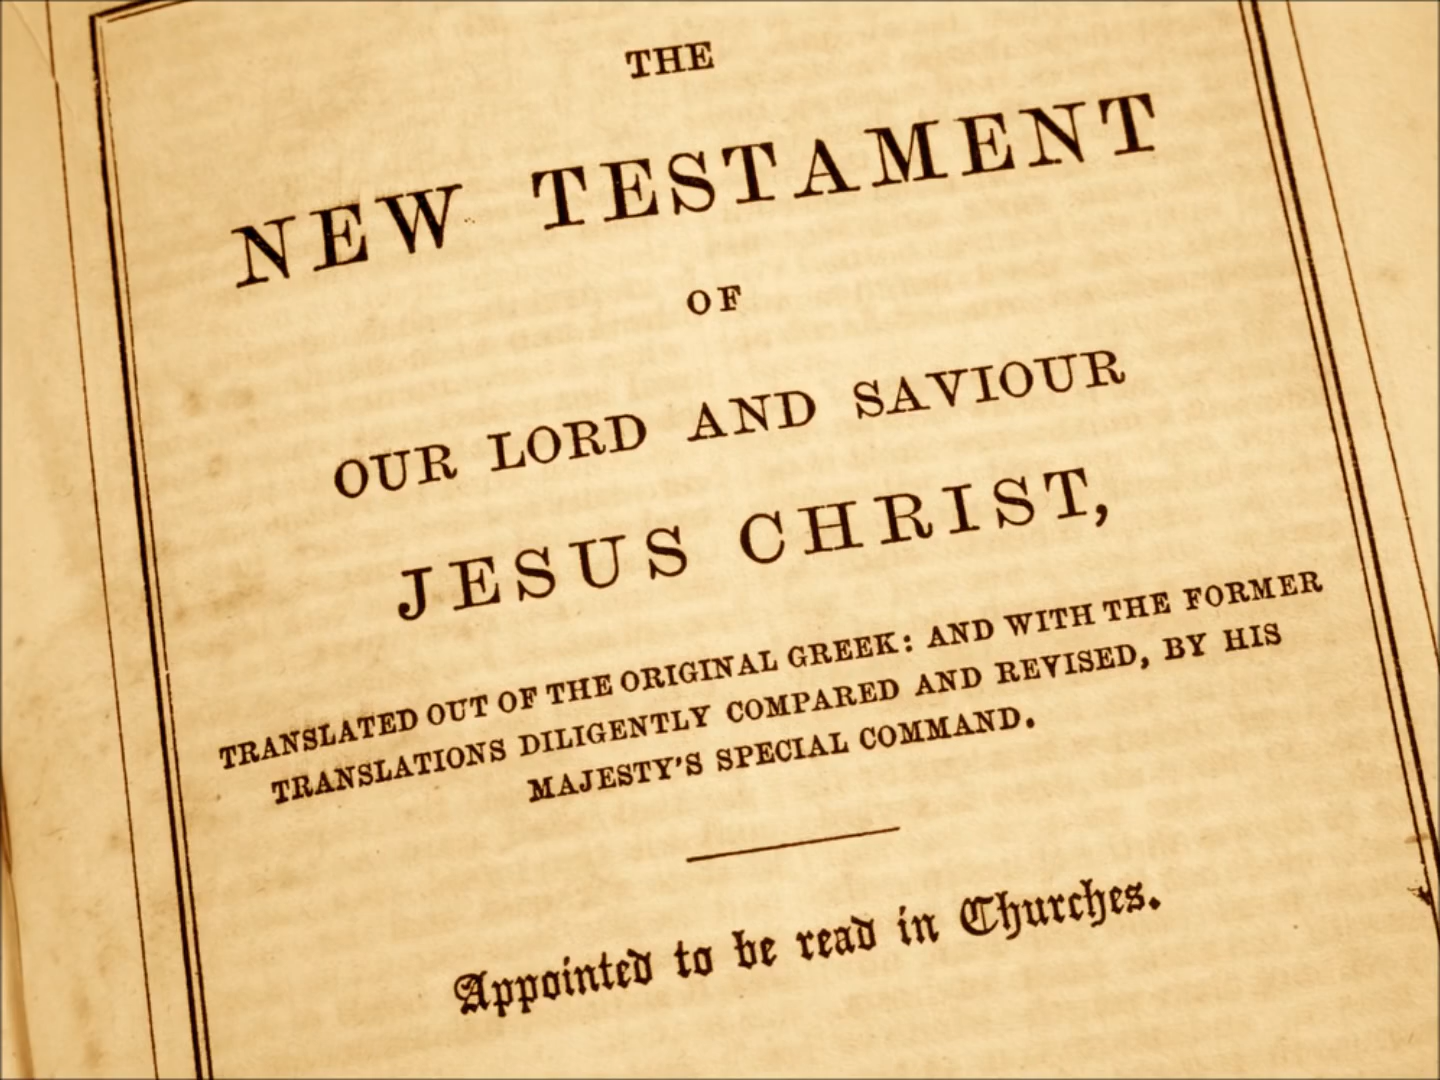 THE
NEW TESTAMENT
OF
OUR LORD AND SAVIOUR
JESUS CHRIST,
TRANSLATED OUT OF THE ORIGINAL GREEK: AND WITH THE FORMER
TRANSLATIONS DILIGENTLY COMPARED AND REVISED, BY HIS
MAJESTY'S SPECIAL COMMAND.
Appointed to be read in Churches.